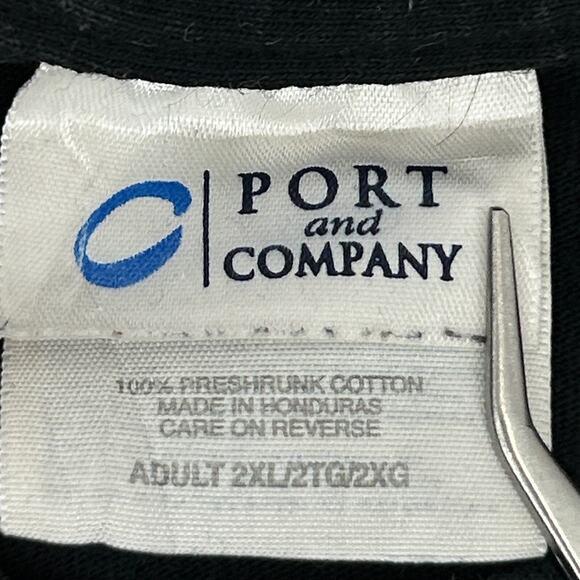 PORT
and
COMPANY
100% PRESHRUNK COTTON
MADE IN HONDURAS
CARE ON REVERSE
ADULT 2XL/2TG/2XG